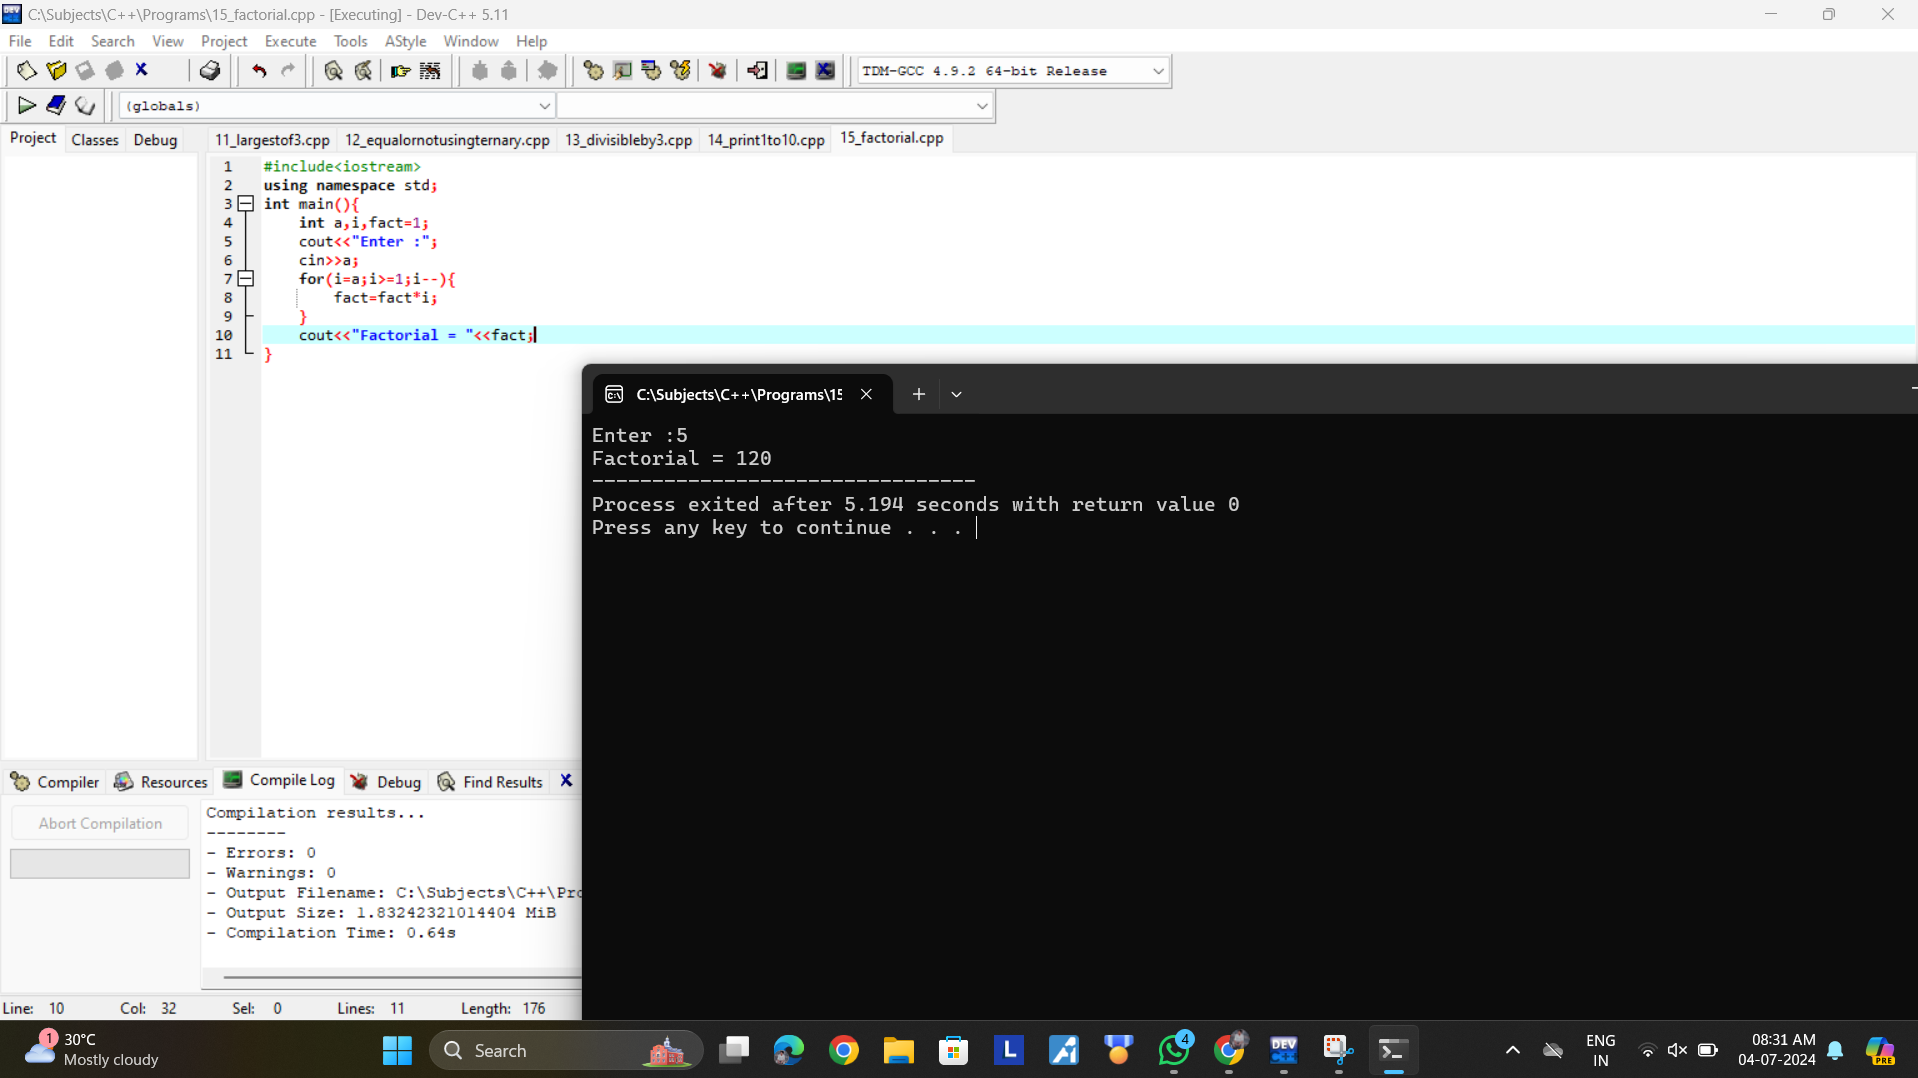 C:\Subjects\C++\Programs\15_factorial.cpp - [Executing] - Dev-C++ 5.11
File Edit Search View Project Execute Tools AStyle Window Help
TDM-GCC 4.9.2 64-bit Release
(globals)
Project Classes Debug
11_largestof3.cpp 12_equalornotusingternary.cpp 13_divisibleby3.cpp 14_print1to10.cpp 15_factorial.cpp
1 #include<iostream>
2 using namespace std;
3 int main(){
4 int a,i,fact=1;
5 cout<<"Enter :";
6 cin>>a;
7 for(i=a;i>=1;i--){
8 fact=fact*i;
9 }
10 cout<<"Factorial = "<<fact;
11 }
C:\Subjects\C++\Programs\15
Enter :5
Factorial = 120
--------------------------------
Process exited after 5.194 seconds with return value 0
Press any key to continue . . .
Compiler Resources Compile Log Debug Find Results
Abort Compilation
Compilation results...
--------
- Errors: 0
- Warnings: 0
- Output Filename: C:\Subjects\C++\Pro
- Output Size: 1.83242321014404 MiB
- Compilation Time: 0.64s
Line: 10 Col: 32 Sel: 0 Lines: 11 Length: 176
1
30°C
Mostly cloudy
Search
L
4
DEV
ENG
IN
08:31 AM
04-07-2024
PRE